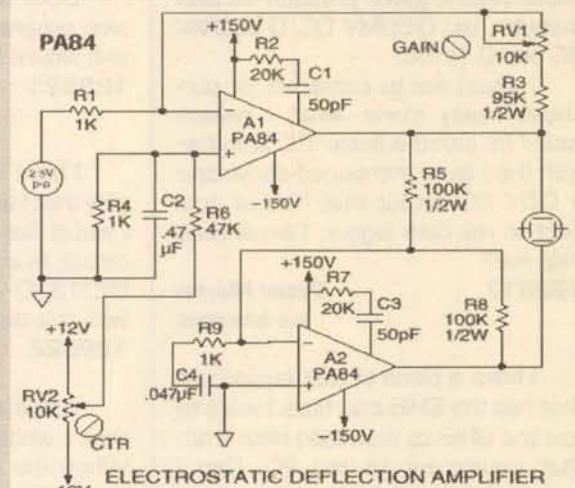 PA84
+150V
R2
20K
C1
50pF
GAIN
RV1
10K
R3
95K
1/2W
R1
1K
A1
PA84
-150V
2.5V
P-P
R4
1K
C2
.47
µF
R6
47K
R5
100K
1/2W
+150V
R7
20K
C3
50pF
R8
100K
1/2W
R9
1K
C4
.047µF
A2
PA84
-150V
+12V
RV2
10K
CTR
ELECTROSTATIC DEFLECTION AMPLIFIER